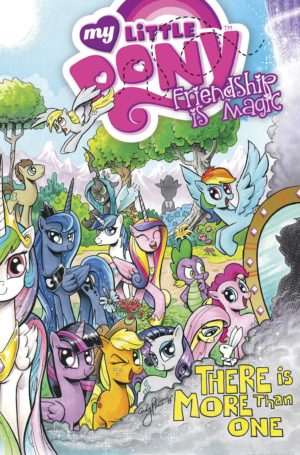 my LiTTLE
PONY
Friendship
is Magic
THERE is
MORE Than
ONE